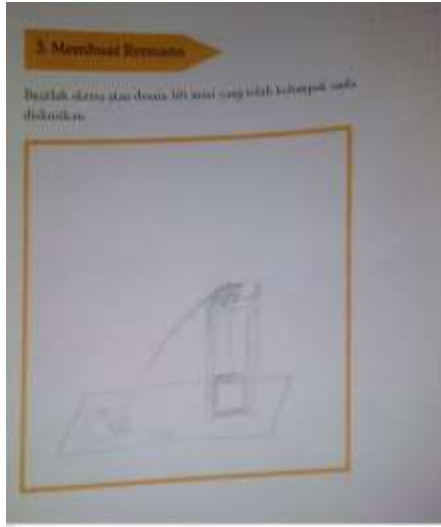 3. Membuat Rencana
Buatlah sketsa atau desain lift mini yang telah kelompok anda
diskusikan.